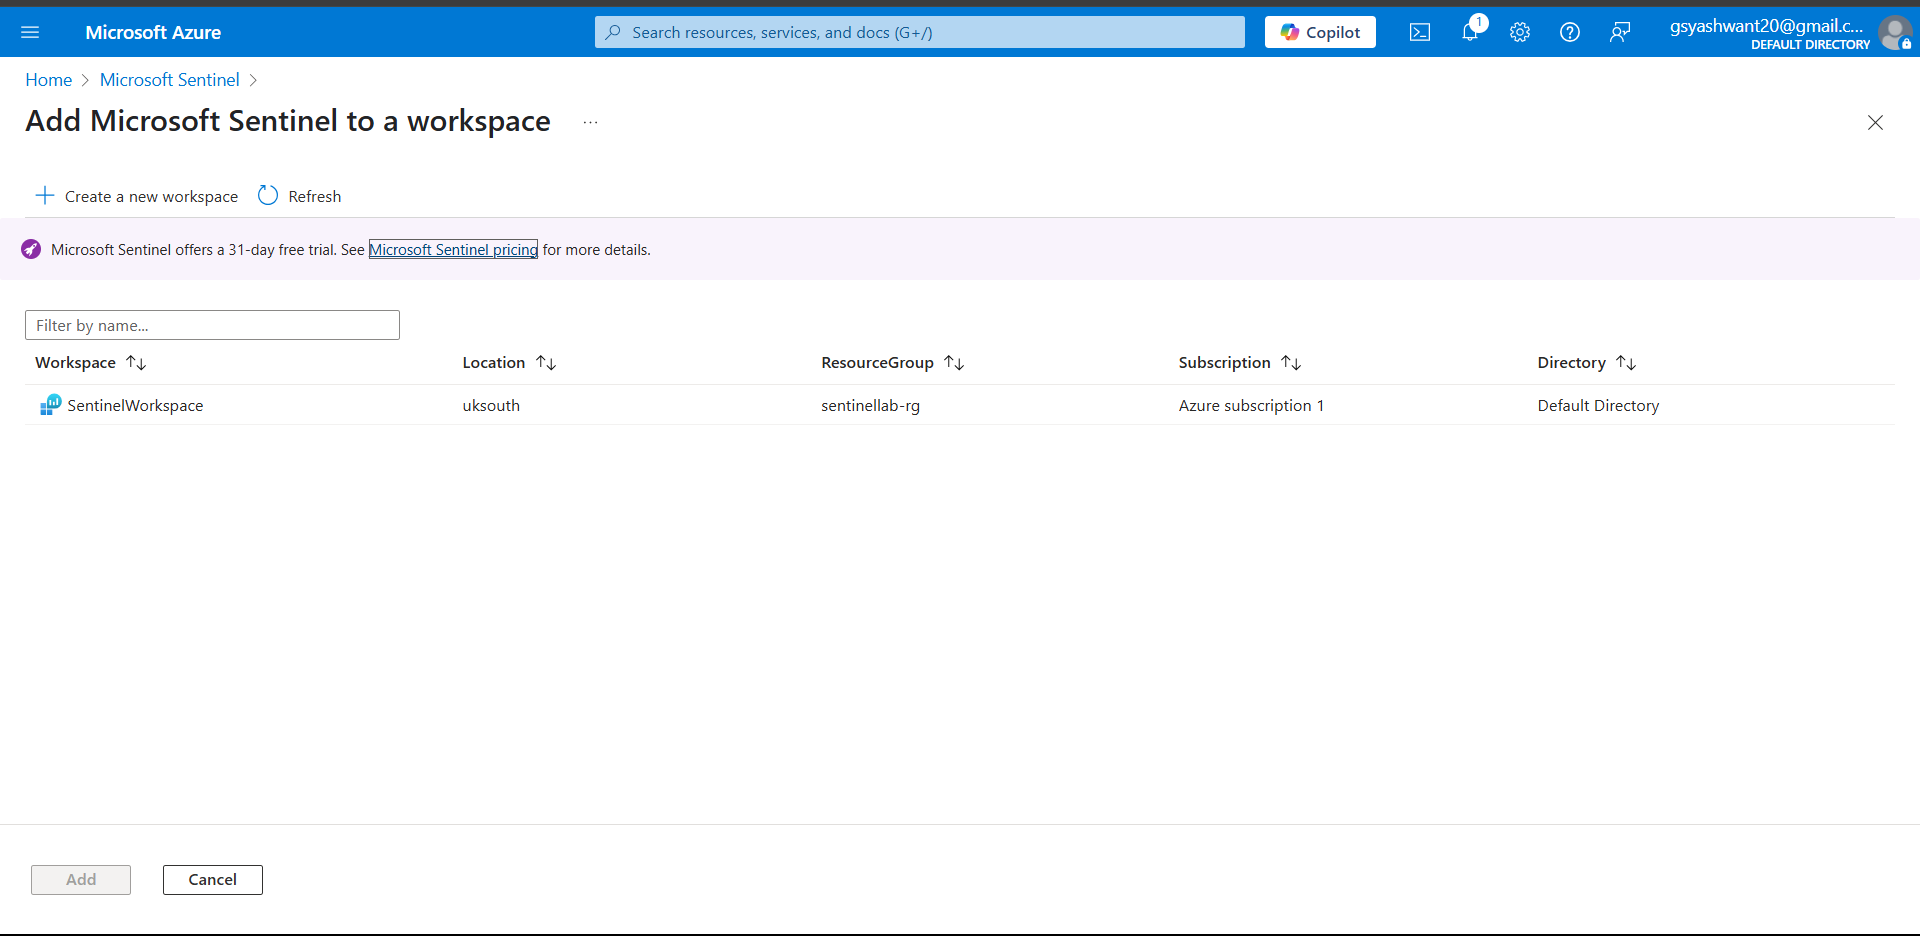 Microsoft Azure
Search resources, services, and docs (G+/)
Copilot
1
gsyashwant20@gmail.c...
DEFAULT DIRECTORY
Home > Microsoft Sentinel >
Add Microsoft Sentinel to a workspace ...
Create a new workspace Refresh
Microsoft Sentinel offers a 31-day free trial. See Microsoft Sentinel pricing for more details.
Filter by name...
Workspace Location ResourceGroup Subscription Directory
SentinelWorkspace uksouth sentinellab-rg Azure subscription 1 Default Directory
Add Cancel